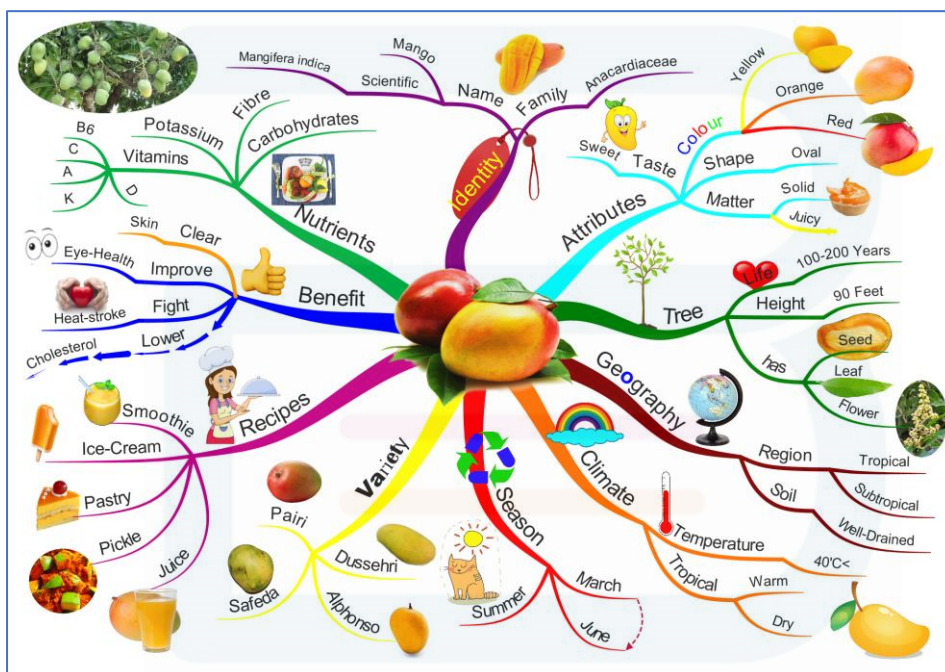 Identity
Name
Scientific
Mangifera indica
Mango
Family
Anacardiaceae
Attributes
Colour
Yellow
Orange
Red
Taste
Sweet
Shape
Oval
Matter
Solid
Juicy
Tree
Life
100-200 Years
Height
90 Feet
has
Seed
Leaf
Flower
Geography
Region
Tropical
Subtropical
Soil
Well-Drained
Climate
Temperature
40'C<
Tropical
Warm
Dry
Season
March
June
Summer
Variety
Pairi
Dussehri
Safeda
Alphonso
Recipes
Smoothie
Ice-Cream
Pastry
Pickle
Juice
Benefit
Clear
Skin
Improve
Eye-Health
Fight
Heat-stroke
Lower
Cholesterol
Nutrients
Vitamins
B6
C
A
K
D
Potassium
Fibre
Carbohydrates